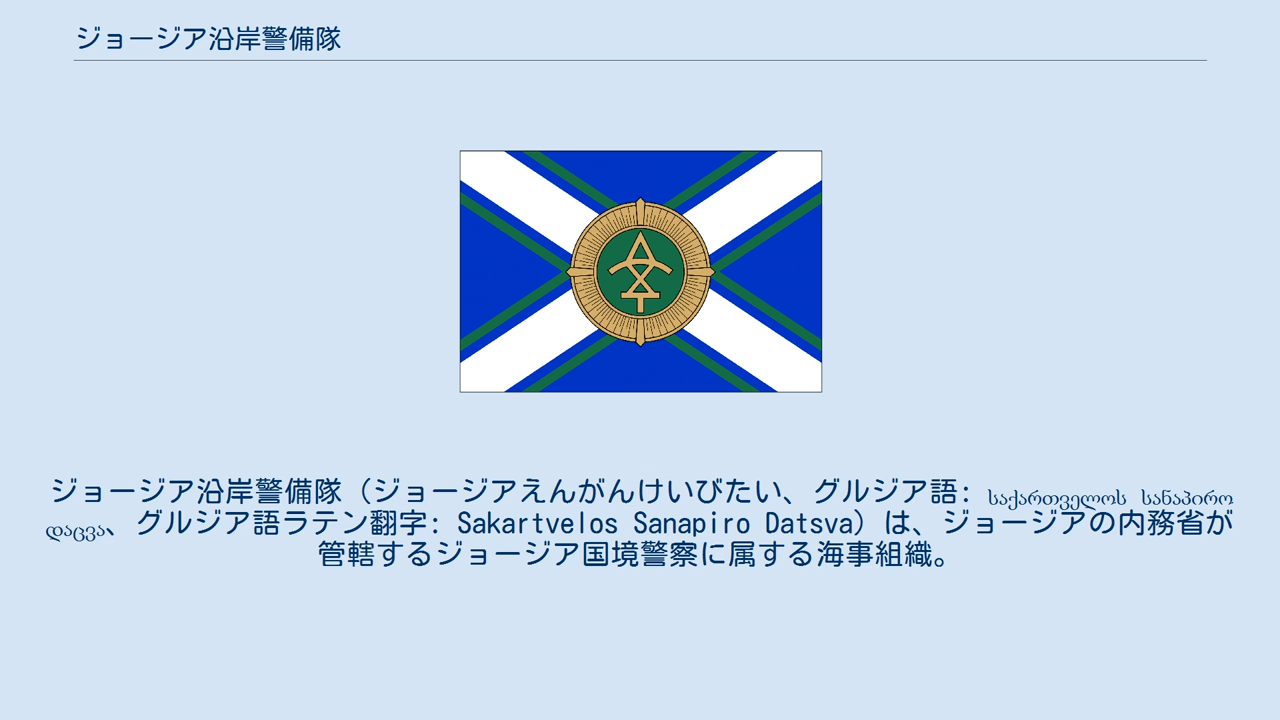 ジョージア沿岸警備隊
ジョージア沿岸警備隊（ジョージアえんがんけいびたい、グルジア語: საქართველოს სანაპირო
დაცვა、グルジア語ラテン翻字: Sakartvelos Sanapiro Datsva）は、ジョージアの内務省が
管轄するジョージア国境警察に属する海事組織。